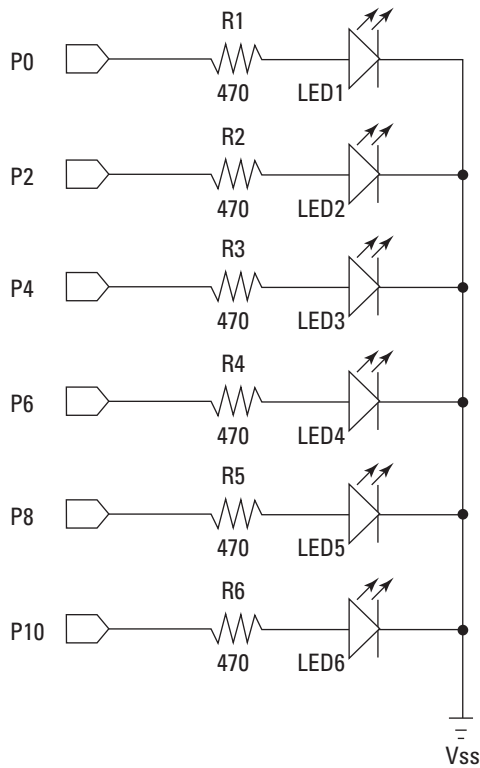 R1
P0
470
LED1
R2
P2
470
LED2
R3
P4
470
LED3
R4
P6
470
LED4
R5
P8
470
LED5
R6
P10
470
LED6
Vss